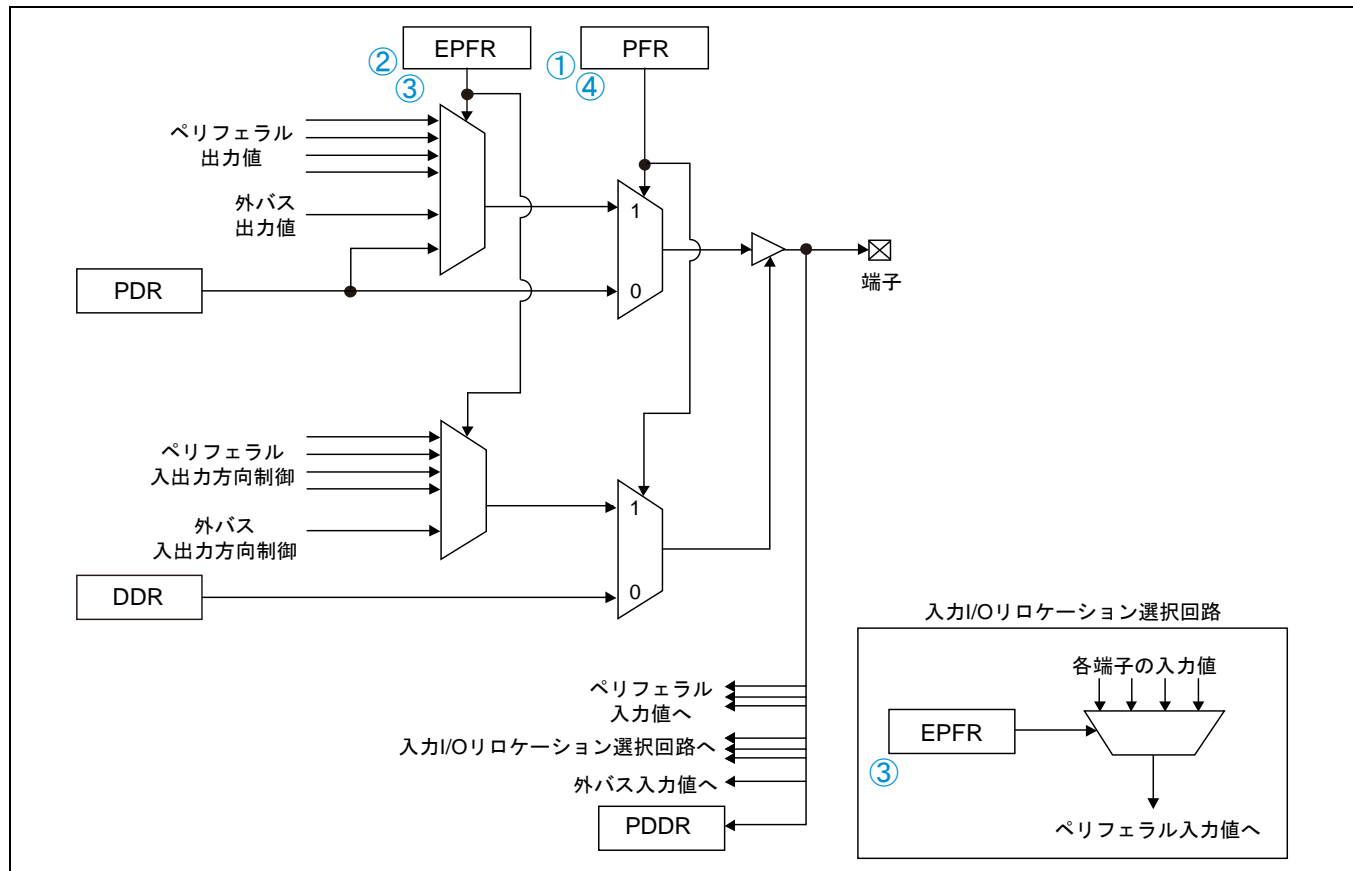 EPFR
PFR
②
③
①
④
ペリフェラル
出力値
外バス
出力値
1
0
PDR
端子
ペリフェラル
入出力方向制御
外バス
入出力方向制御
1
0
DDR
ペリフェラル
入力値へ
入力I/Oリロケーション選択回路へ
外バス入力値へ
PDDR
入力I/Oリロケーション選択回路
各端子の入力値
EPFR
③
ペリフェラル入力値へ